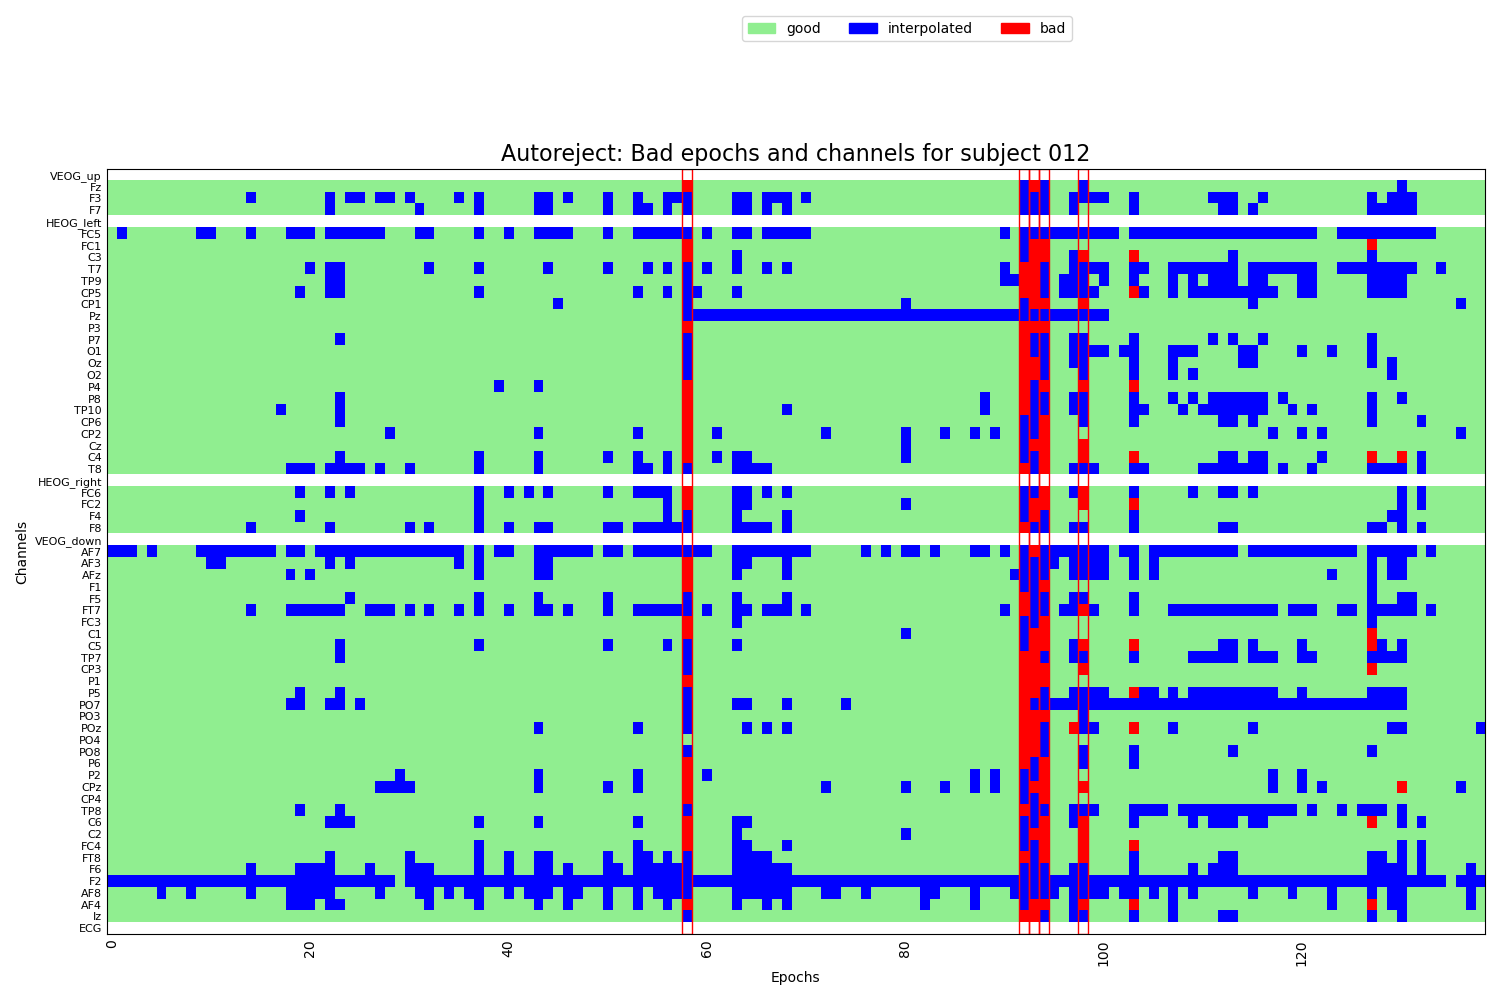 good interpolated bad
Autoreject: Bad epochs and channels for subject 012
VEOG_up
Fz
F3
F7
HEOG_left
FC5
FC1
C3
T7
TP9
CP5
CP1
Pz
P3
P7
O1
Oz
O2
P4
P8
TP10
CP6
CP2
Cz
C4
T8
HEOG_right
FC6
FC2
F4
F8
VEOG_down
AF7
AF3
AFz
F1
F5
FT7
FC3
C1
C5
TP7
CP3
P1
P5
PO7
PO3
POz
PO4
PO8
P6
P2
CPz
CP4
TP8
C6
C2
FC4
FT8
F6
F2
AF8
AF4
Iz
ECG
Channels
0 20 40 60 80 100 120
Epochs